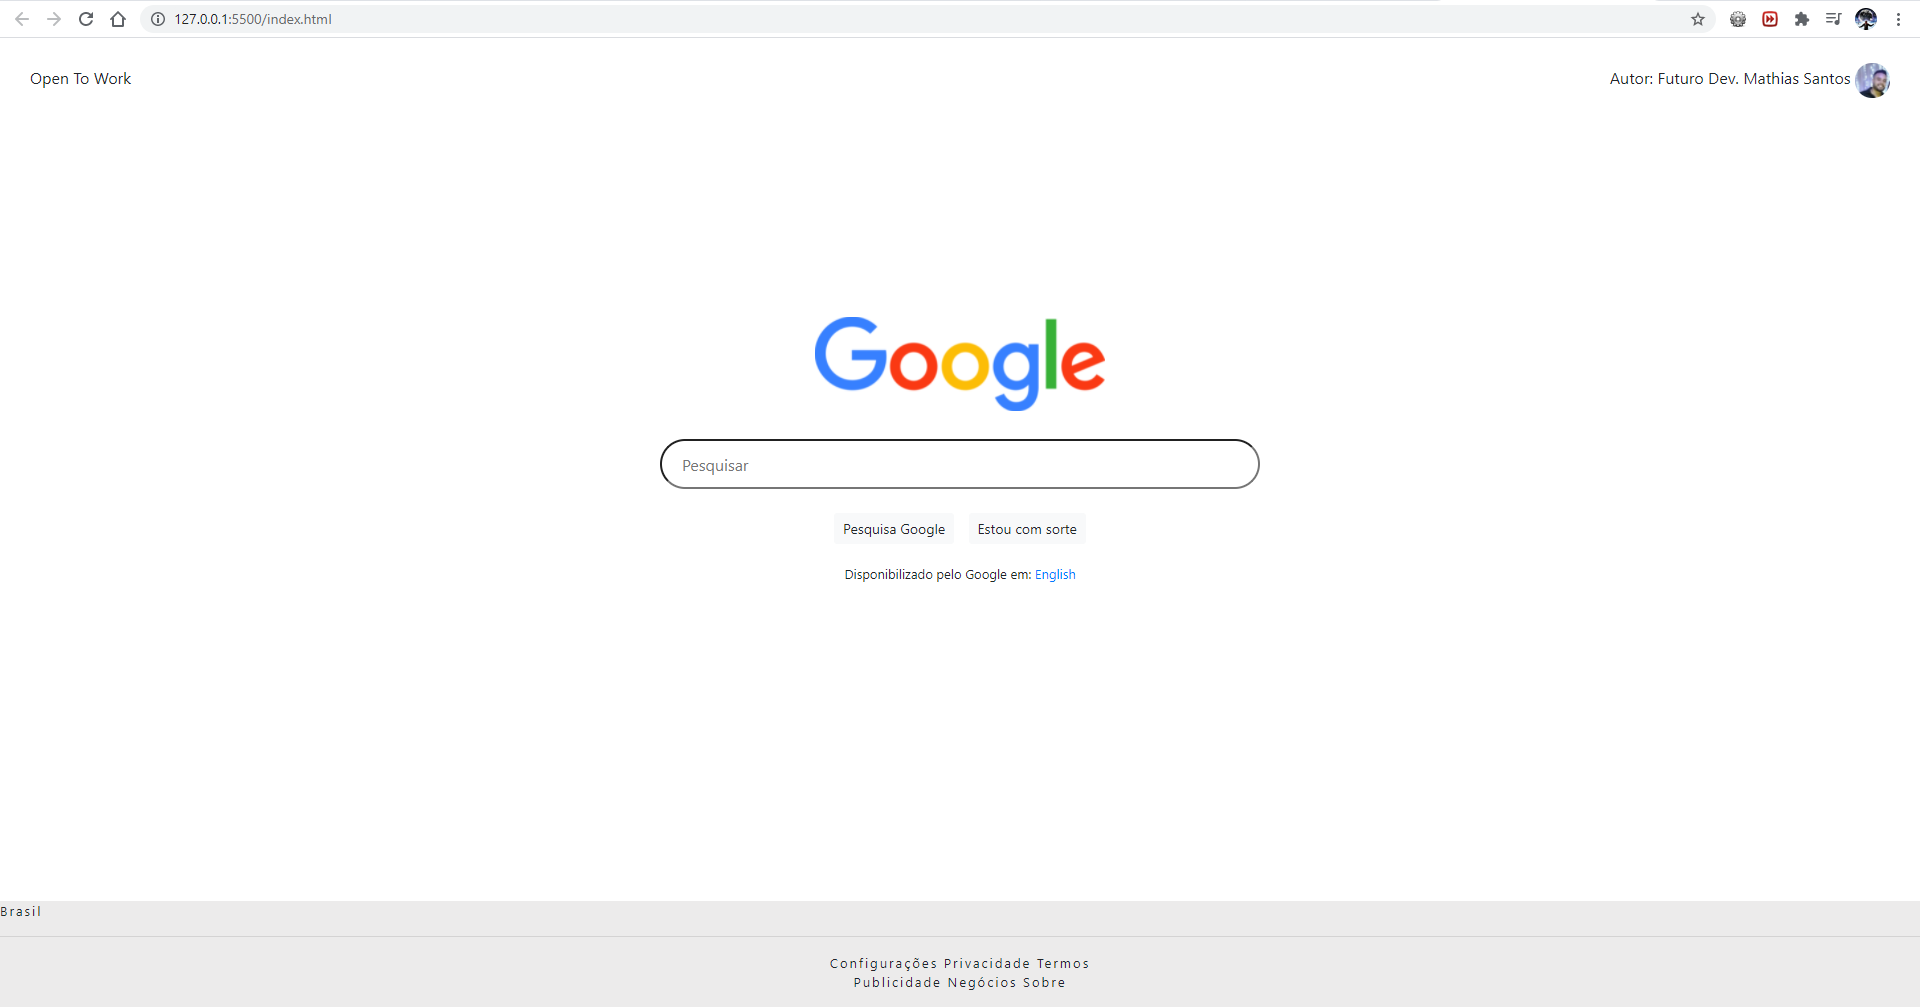 127.0.0.1:5500/index.html
Open To Work
Autor: Futuro Dev. Mathias Santos
Google
Pesquisar
Pesquisa Google
Estou com sorte
Disponibilizado pelo Google em: English
Brasil
Configurações Privacidade Termos
Publicidade Negócios Sobre